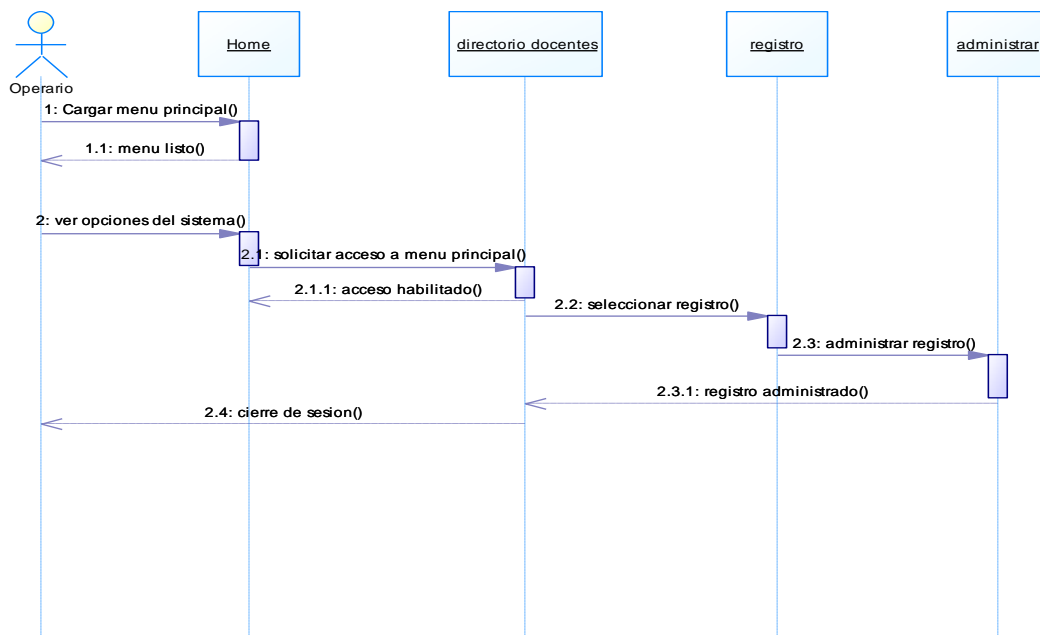 Home
directorio docentes
registro
administrar
Operario
1: Cargar menu principal()
1.1: menu listo()
2: ver opciones del sistema()
2.1: solicitar acceso a menu principal()
2.1.1: acceso habilitado()
2.2: seleccionar registro()
2.3: administrar registro()
2.3.1: registro administrado()
2.4: cierre de sesion()